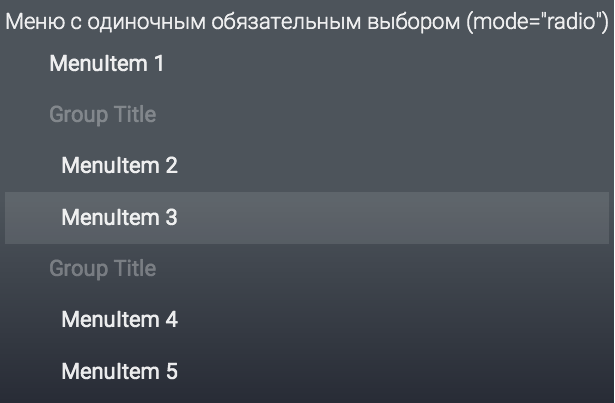 Меню с одиночным обязательным выбором (mode="radio")
MenuItem 1
Group Title
MenuItem 2
MenuItem 3
Group Title
MenuItem 4
MenuItem 5